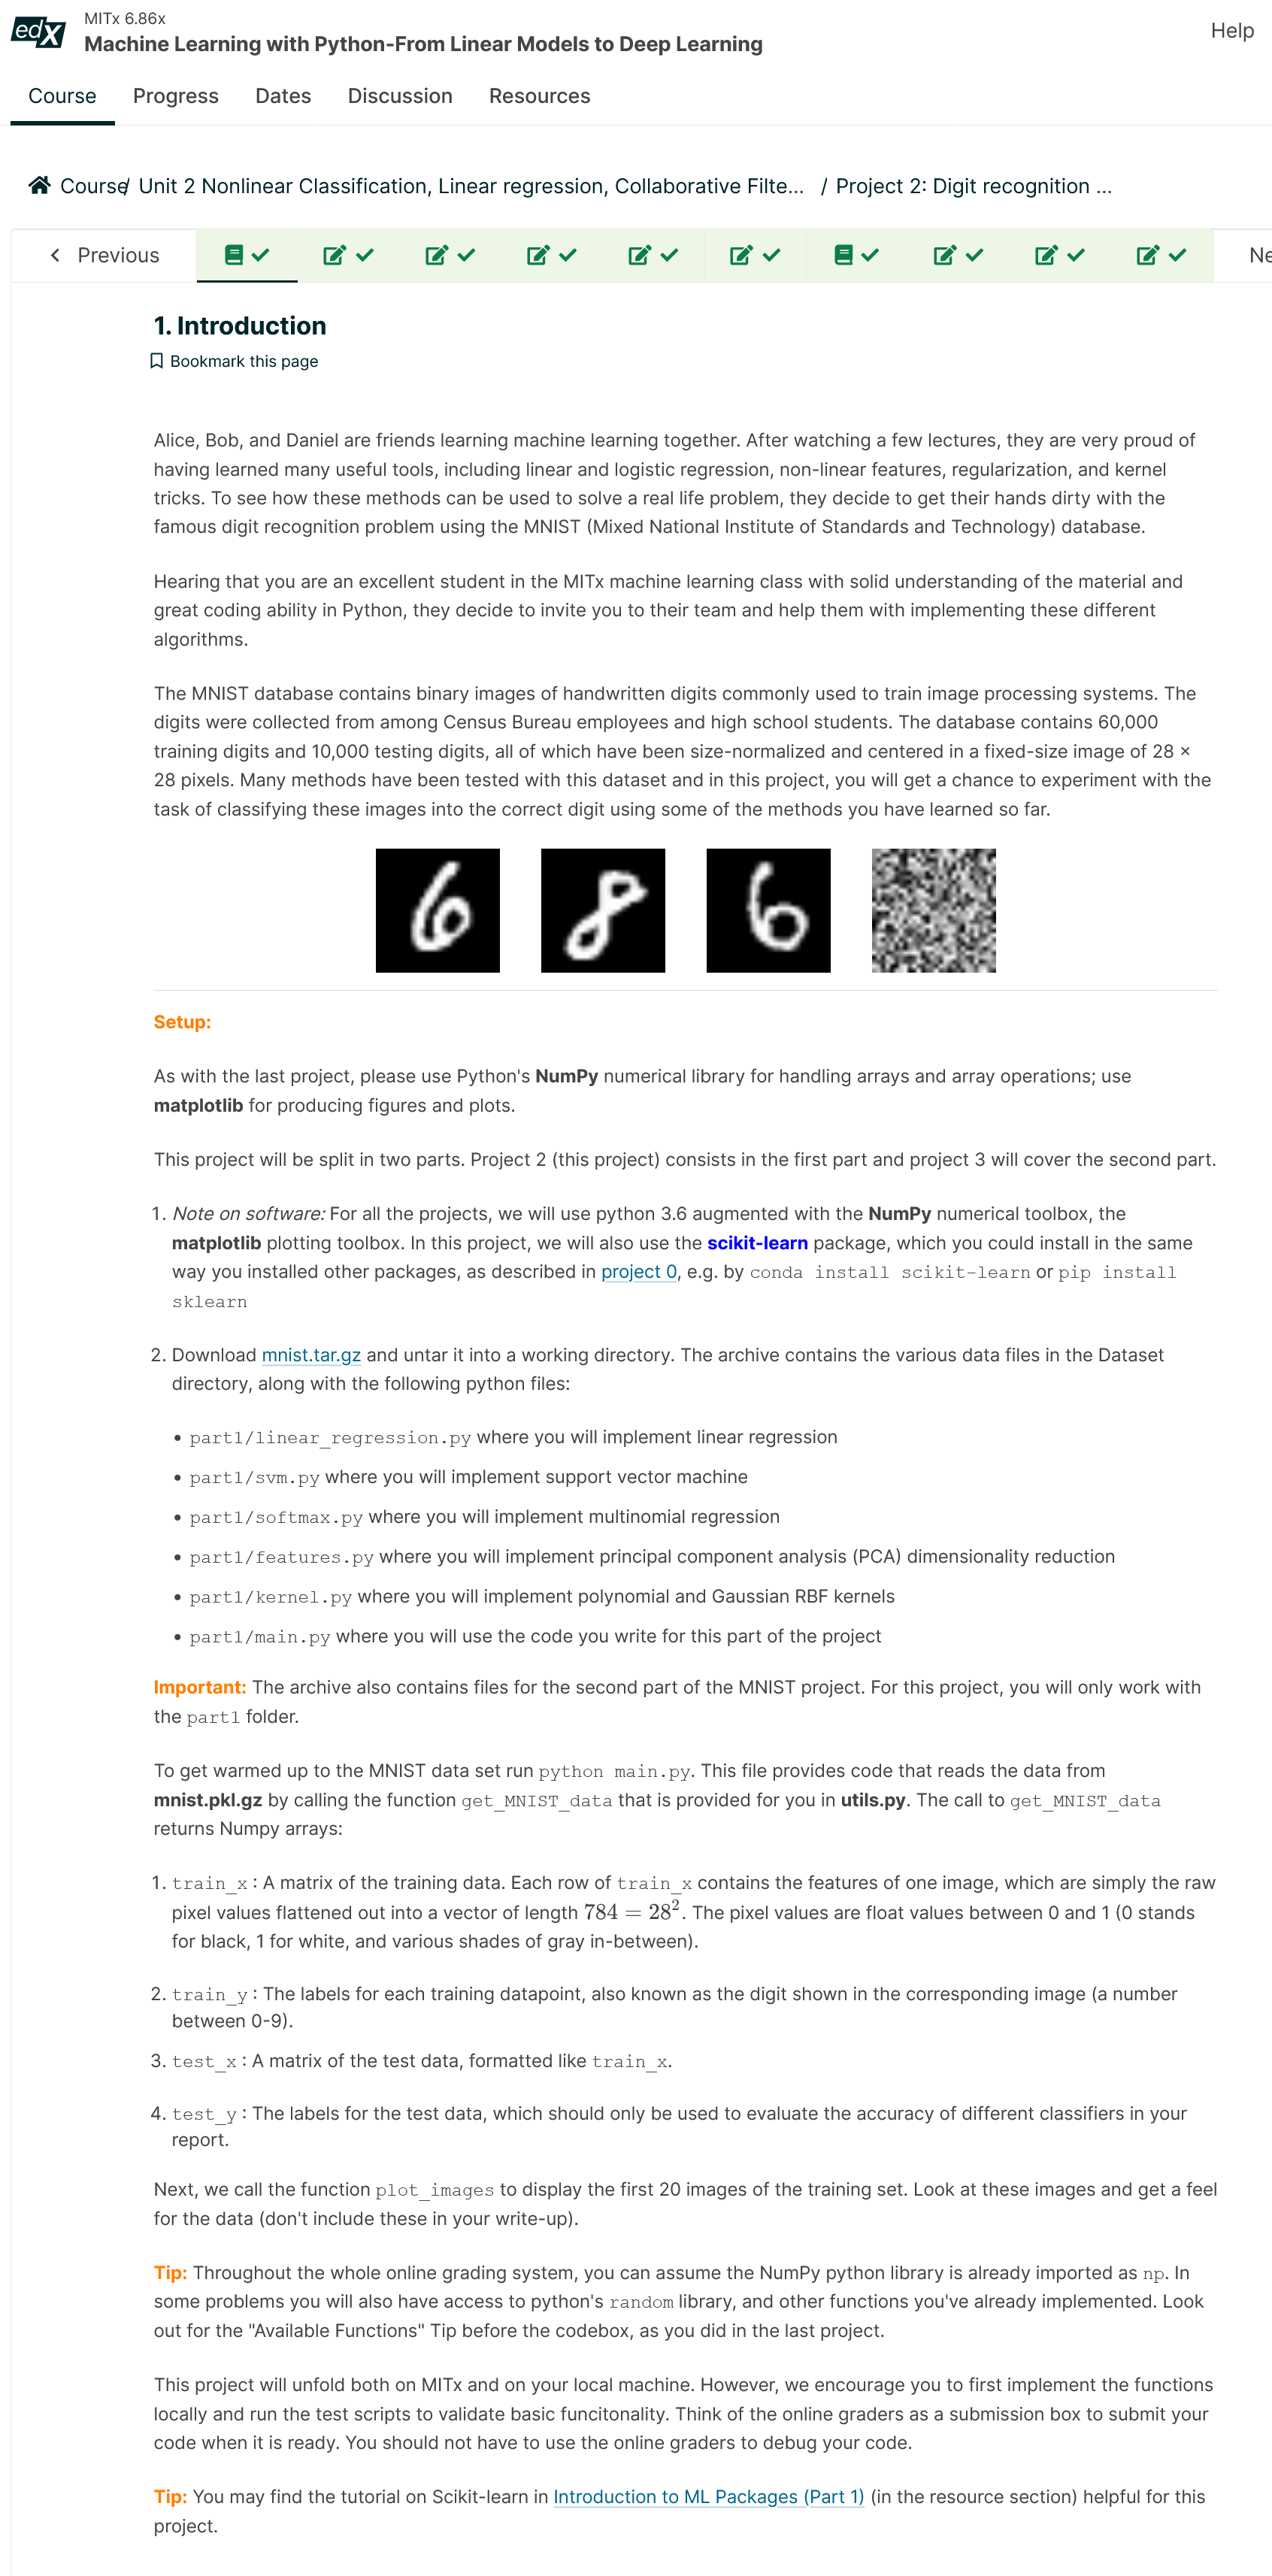 edX
MITx 6.86x
Machine Learning with Python-From Linear Models to Deep Learning
Help
Course
Progress
Dates
Discussion
Resources
Course / Unit 2 Nonlinear Classification, Linear regression, Collaborative Filte... / Project 2: Digit recognition ...
Previous
Ne
1. Introduction
Bookmark this page
Alice, Bob, and Daniel are friends learning machine learning together. After watching a few lectures, they are very proud of
having learned many useful tools, including linear and logistic regression, non-linear features, regularization, and kernel
tricks. To see how these methods can be used to solve a real life problem, they decide to get their hands dirty with the
famous digit recognition problem using the MNIST (Mixed National Institute of Standards and Technology) database.
Hearing that you are an excellent student in the MITx machine learning class with solid understanding of the material and
great coding ability in Python, they decide to invite you to their team and help them with implementing these different
algorithms.
The MNIST database contains binary images of handwritten digits commonly used to train image processing systems. The
digits were collected from among Census Bureau employees and high school students. The database contains 60,000
training digits and 10,000 testing digits, all of which have been size-normalized and centered in a fixed-size image of 28 ×
28 pixels. Many methods have been tested with this dataset and in this project, you will get a chance to experiment with the
task of classifying these images into the correct digit using some of the methods you have learned so far.
6 8 6
Setup:
As with the last project, please use Python's NumPy numerical library for handling arrays and array operations; use
matplotlib for producing figures and plots.
This project will be split in two parts. Project 2 (this project) consists in the first part and project 3 will cover the second part.
1. Note on software: For all the projects, we will use python 3.6 augmented with the NumPy numerical toolbox, the
matplotlib plotting toolbox. In this project, we will also use the scikit-learn package, which you could install in the same
way you installed other packages, as described in project 0, e.g. by conda install scikit-learn or pip install
sklearn
2. Download mnist.tar.gz and untar it into a working directory. The archive contains the various data files in the Dataset
directory, along with the following python files:
• part1/linear_regression.py where you will implement linear regression
• part1/svm.py where you will implement support vector machine
• part1/softmax.py where you will implement multinomial regression
• part1/features.py where you will implement principal component analysis (PCA) dimensionality reduction
• part1/kernel.py where you will implement polynomial and Gaussian RBF kernels
• part1/main.py where you will use the code you write for this part of the project
Important: The archive also contains files for the second part of the MNIST project. For this project, you will only work with
the part1 folder.
To get warmed up to the MNIST data set run python main.py. This file provides code that reads the data from
mnist.pkl.gz by calling the function get_MNIST_data that is provided for you in utils.py. The call to get_MNIST_data
returns Numpy arrays:
1. train_x : A matrix of the training data. Each row of train_x contains the features of one image, which are simply the raw
pixel values flattened out into a vector of length 784 = 28². The pixel values are float values between 0 and 1 (0 stands
for black, 1 for white, and various shades of gray in-between).
2. train_y : The labels for each training datapoint, also known as the digit shown in the corresponding image (a number
between 0-9).
3. test_x : A matrix of the test data, formatted like train_x.
4. test_y : The labels for the test data, which should only be used to evaluate the accuracy of different classifiers in your
report.
Next, we call the function plot_images to display the first 20 images of the training set. Look at these images and get a feel
for the data (don't include these in your write-up).
Tip: Throughout the whole online grading system, you can assume the NumPy python library is already imported as np. In
some problems you will also have access to python's random library, and other functions you've already implemented. Look
out for the "Available Functions" Tip before the codebox, as you did in the last project.
This project will unfold both on MITx and on your local machine. However, we encourage you to first implement the functions
locally and run the test scripts to validate basic funcitonality. Think of the online graders as a submission box to submit your
code when it is ready. You should not have to use the online graders to debug your code.
Tip: You may find the tutorial on Scikit-learn in Introduction to ML Packages (Part 1) (in the resource section) helpful for this
project.